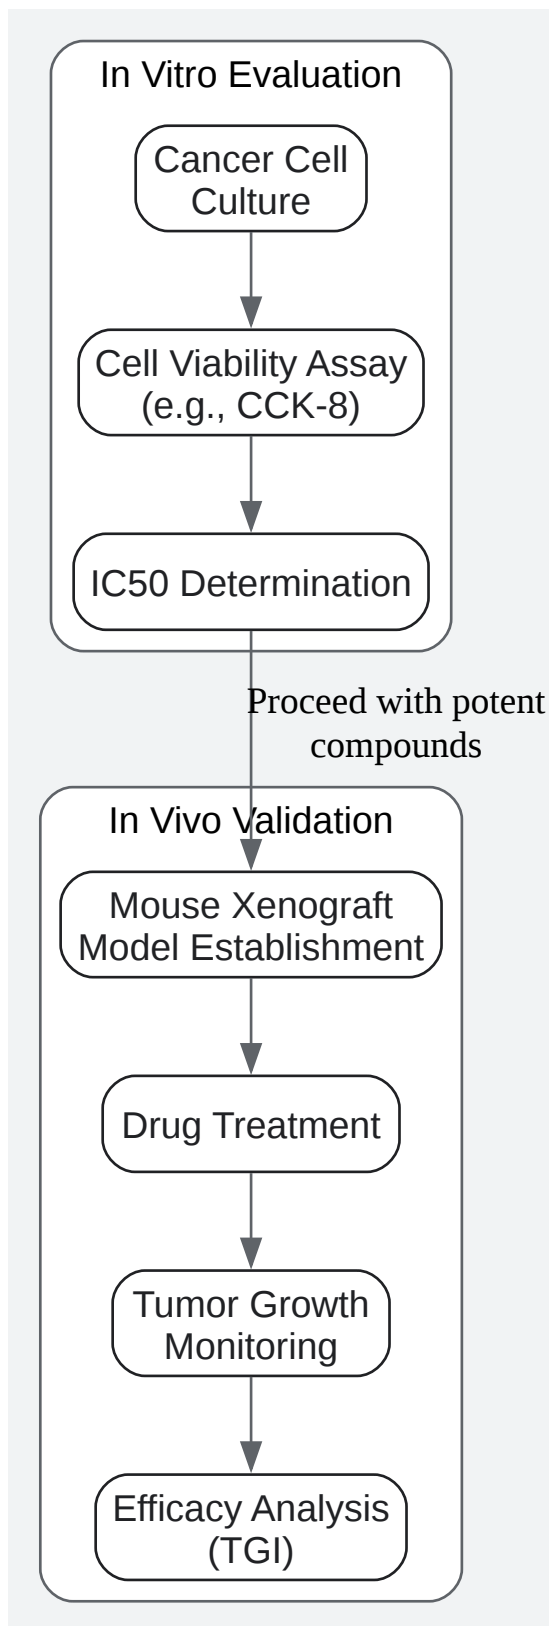 In Vitro Evaluation
Cancer Cell
Culture
Cell Viability Assay
(e.g., CCK-8)
IC50 Determination
Proceed with potent
compounds
In Vivo Validation
Mouse Xenograft
Model Establishment
Drug Treatment
Tumor Growth
Monitoring
Efficacy Analysis
(TGI)